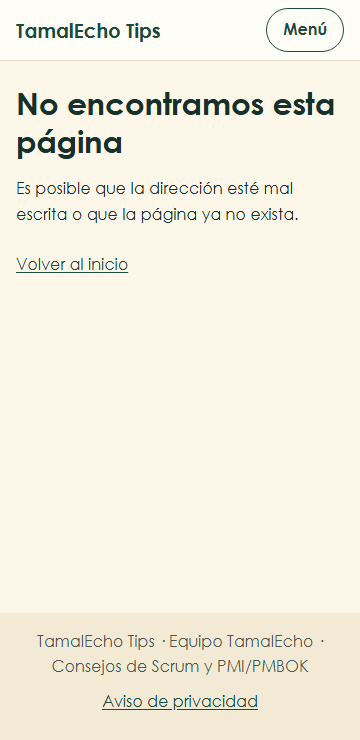 TamalEcho Tips
Menú
No encontramos esta
página
Es posible que la dirección esté mal
escrita o que la página ya no exista.
Volver al inicio
TamalEcho Tips · Equipo TamalEcho ·
Consejos de Scrum y PMI/PMBOK
Aviso de privacidad